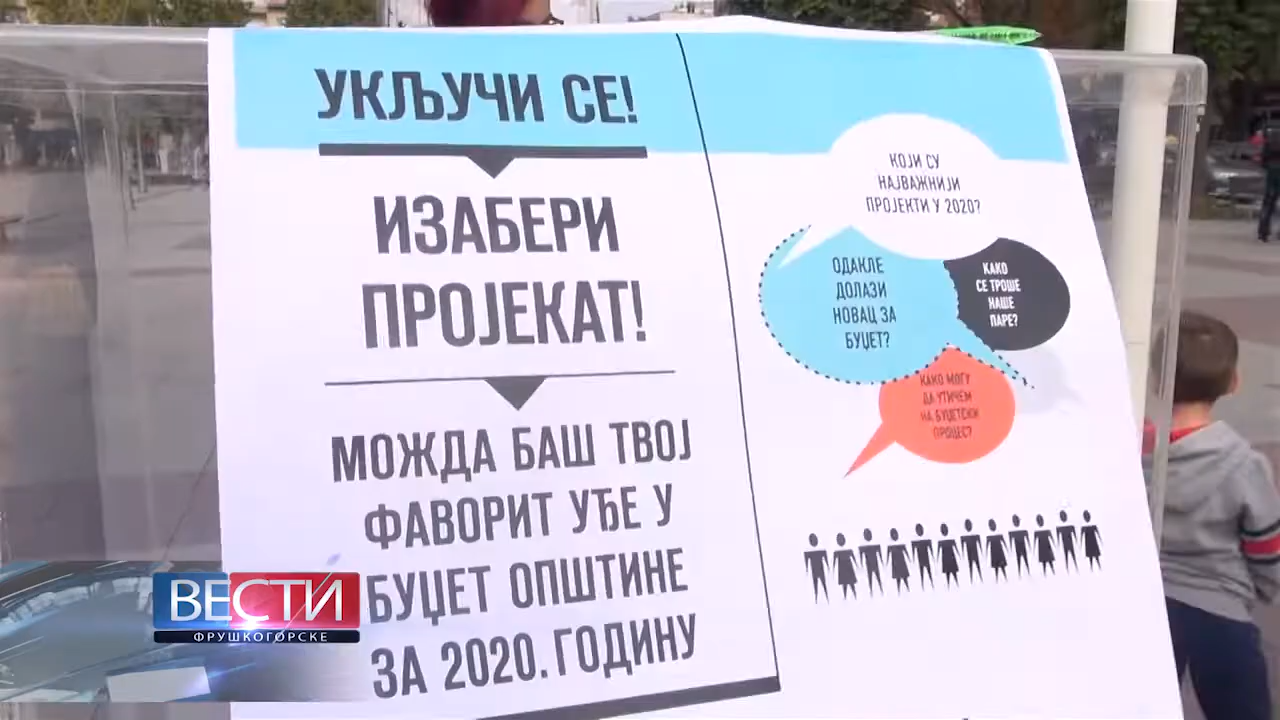 УКЉУЧИ СЕ!
ИЗАБЕРИ
ПРОЈЕКАТ!
МОЖДА БАШ ТВОЈ
ФАВОРИТ УЂЕ У
БУЏЕТ ОПШТИНЕ
ЗА 2020. ГОДИНУ
КОЈИ СУ
НАЈВАЖНИЈИ
ПРОЈЕКТИ У 2020?
ОДАКЛЕ
ДОЛАЗИ
НОВАЦ ЗА
БУЏЕТ?
КАКО
СЕ ТРОШЕ
НАШЕ
ПАРЕ?
КАКО МОГУ
ДА УТИЧЕМ
НА БУЏЕТСКИ
ПРОЦЕС?
ВЕСТИ
ФРУШКОГОРСКЕ